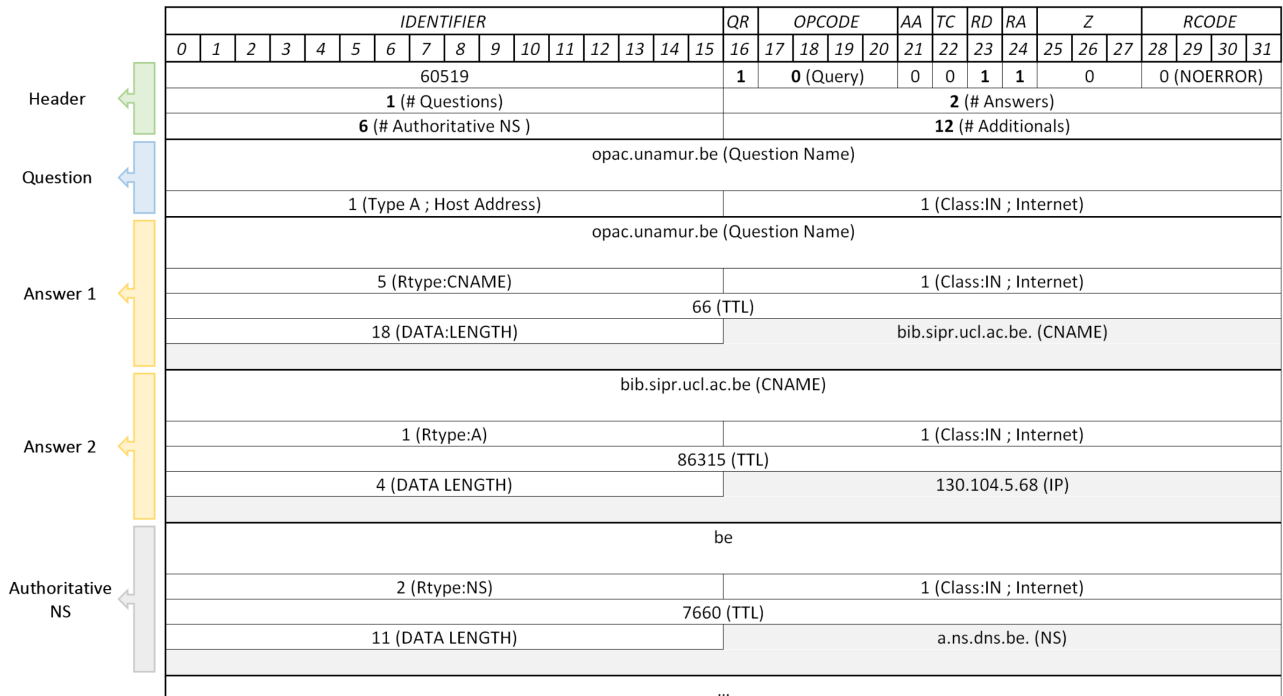 IDENTIFIER QR OPCODE AA TC RD RA Z RCODE
0 1 2 3 4 5 6 7 8 9 10 11 12 13 14 15 16 17 18 19 20 21 22 23 24 25 26 27 28 29 30 31
60519 1 0 (Query) 0 0 1 1 0 0 (NOERROR)
Header
1 (# Questions) 2 (# Answers)
6 (# Authoritative NS ) 12 (# Additionals)
opac.unamur.be (Question Name)
Question
1 (Type A ; Host Address) 1 (Class:IN ; Internet)
opac.unamur.be (Question Name)
5 (Rtype:CNAME) 1 (Class:IN ; Internet)
Answer 1
66 (TTL)
18 (DATA:LENGTH) bib.sipr.ucl.ac.be. (CNAME)
bib.sipr.ucl.ac.be (CNAME)
1 (Rtype:A) 1 (Class:IN ; Internet)
Answer 2
86315 (TTL)
4 (DATA LENGTH) 130.104.5.68 (IP)
be
2 (Rtype:NS) 1 (Class:IN ; Internet)
Authoritative
NS
7660 (TTL)
11 (DATA LENGTH) a.ns.dns.be. (NS)
...